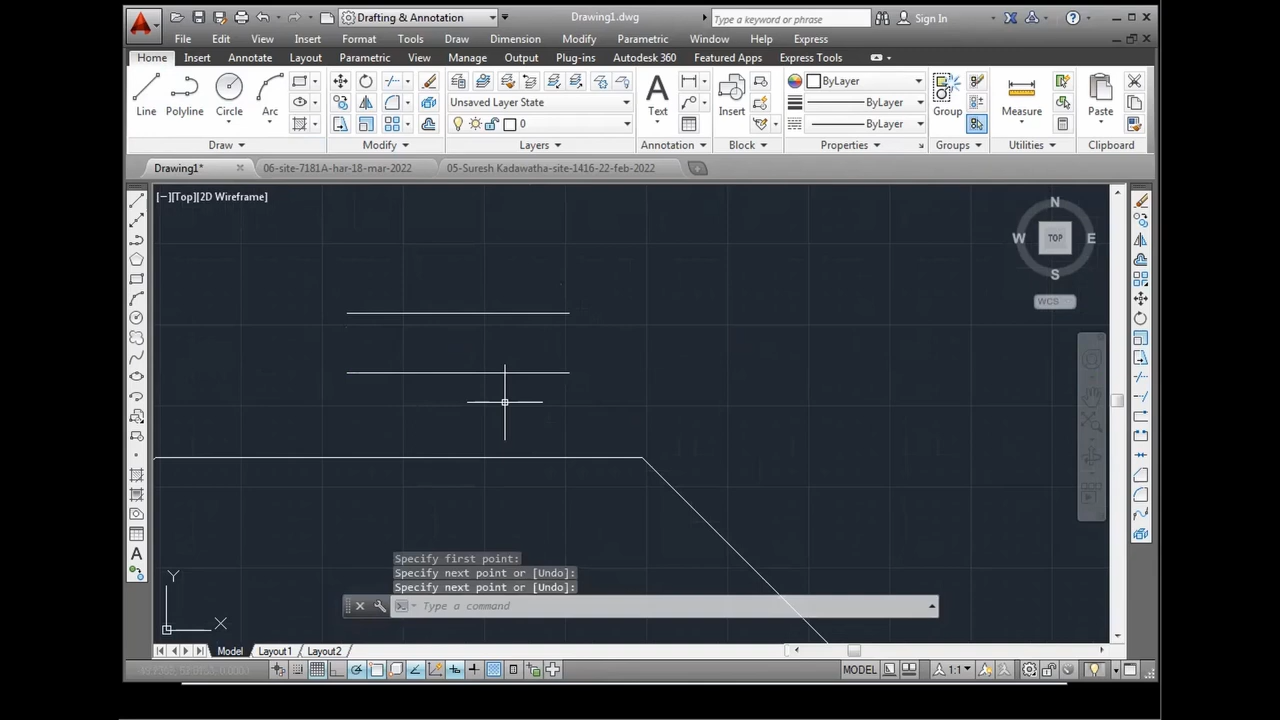 Drafting & Annotation
Drawing1.dwg
Type a keyword or phrase
Sign In
File Edit View Insert Format Tools Draw Dimension Modify Parametric Window Help Express
Home Insert Annotate Layout Parametric View Manage Output Plug-ins Autodesk 360 Featured Apps Express Tools
Unsaved Layer State
ByLayer
0
ByLayer
ByLayer
Line Polyline Circle Arc Text Insert Group Measure Paste
Draw Modify Layers Annotation Block Properties Groups Utilities Clipboard
Drawing1* 06-site-7181A-har-18-mar-2022 05-Suresh Kadawatha-site-1416-22-feb-2022
[−][Top][2D Wireframe]
N
W TOP E
S
WCS
Specify first point:
Specify next point or [Undo]:
Specify next point or [Undo]:
Y
X
Type a command
Model Layout1 Layout2
MODEL 1:1